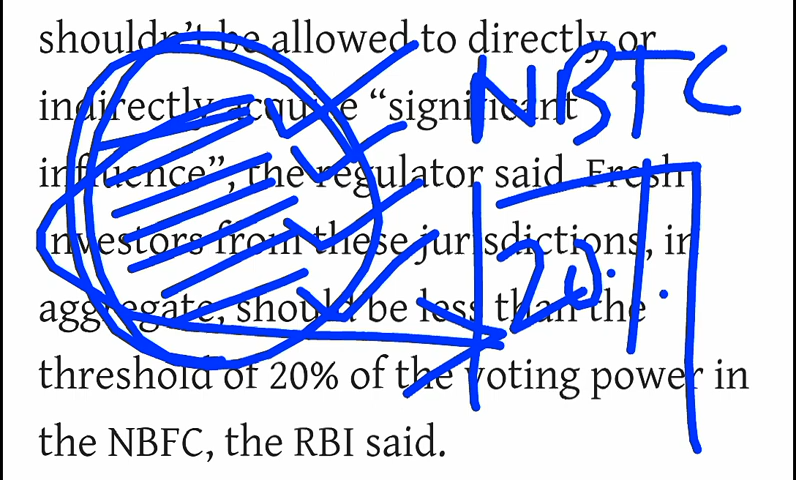 shouldn't be allowed to directly or
indirectly acquire “significant
influence”, the regulator said. Fresh
investors from these jurisdictions, in
aggregate, should be less than the
threshold of 20% of the voting power in
the NBFC, the RBI said.
NBTC
20%